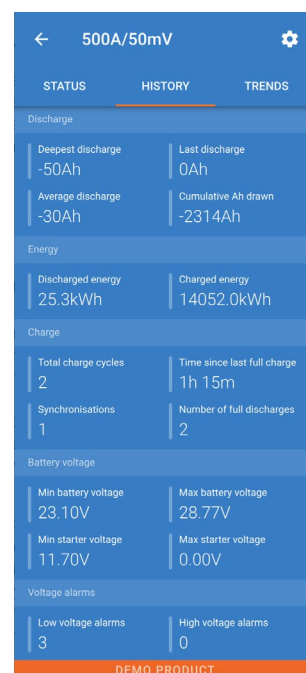 500A/50mV
STATUS HISTORY TRENDS
Discharge
Deepest discharge Last discharge
-50Ah 0Ah
Average discharge Cumulative Ah drawn
-30Ah -2314Ah
Energy
Discharged energy Charged energy
25.3kWh 14052.0kWh
Charge
Total charge cycles Time since last full charge
2 1h 15m
Synchronisations Number of full discharges
1 2
Battery voltage
Min battery voltage Max battery voltage
23.10V 28.77V
Min starter voltage Max starter voltage
11.70V 0.00V
Voltage alarms
Low voltage alarms High voltage alarms
3 0
DEMO PRODUCT